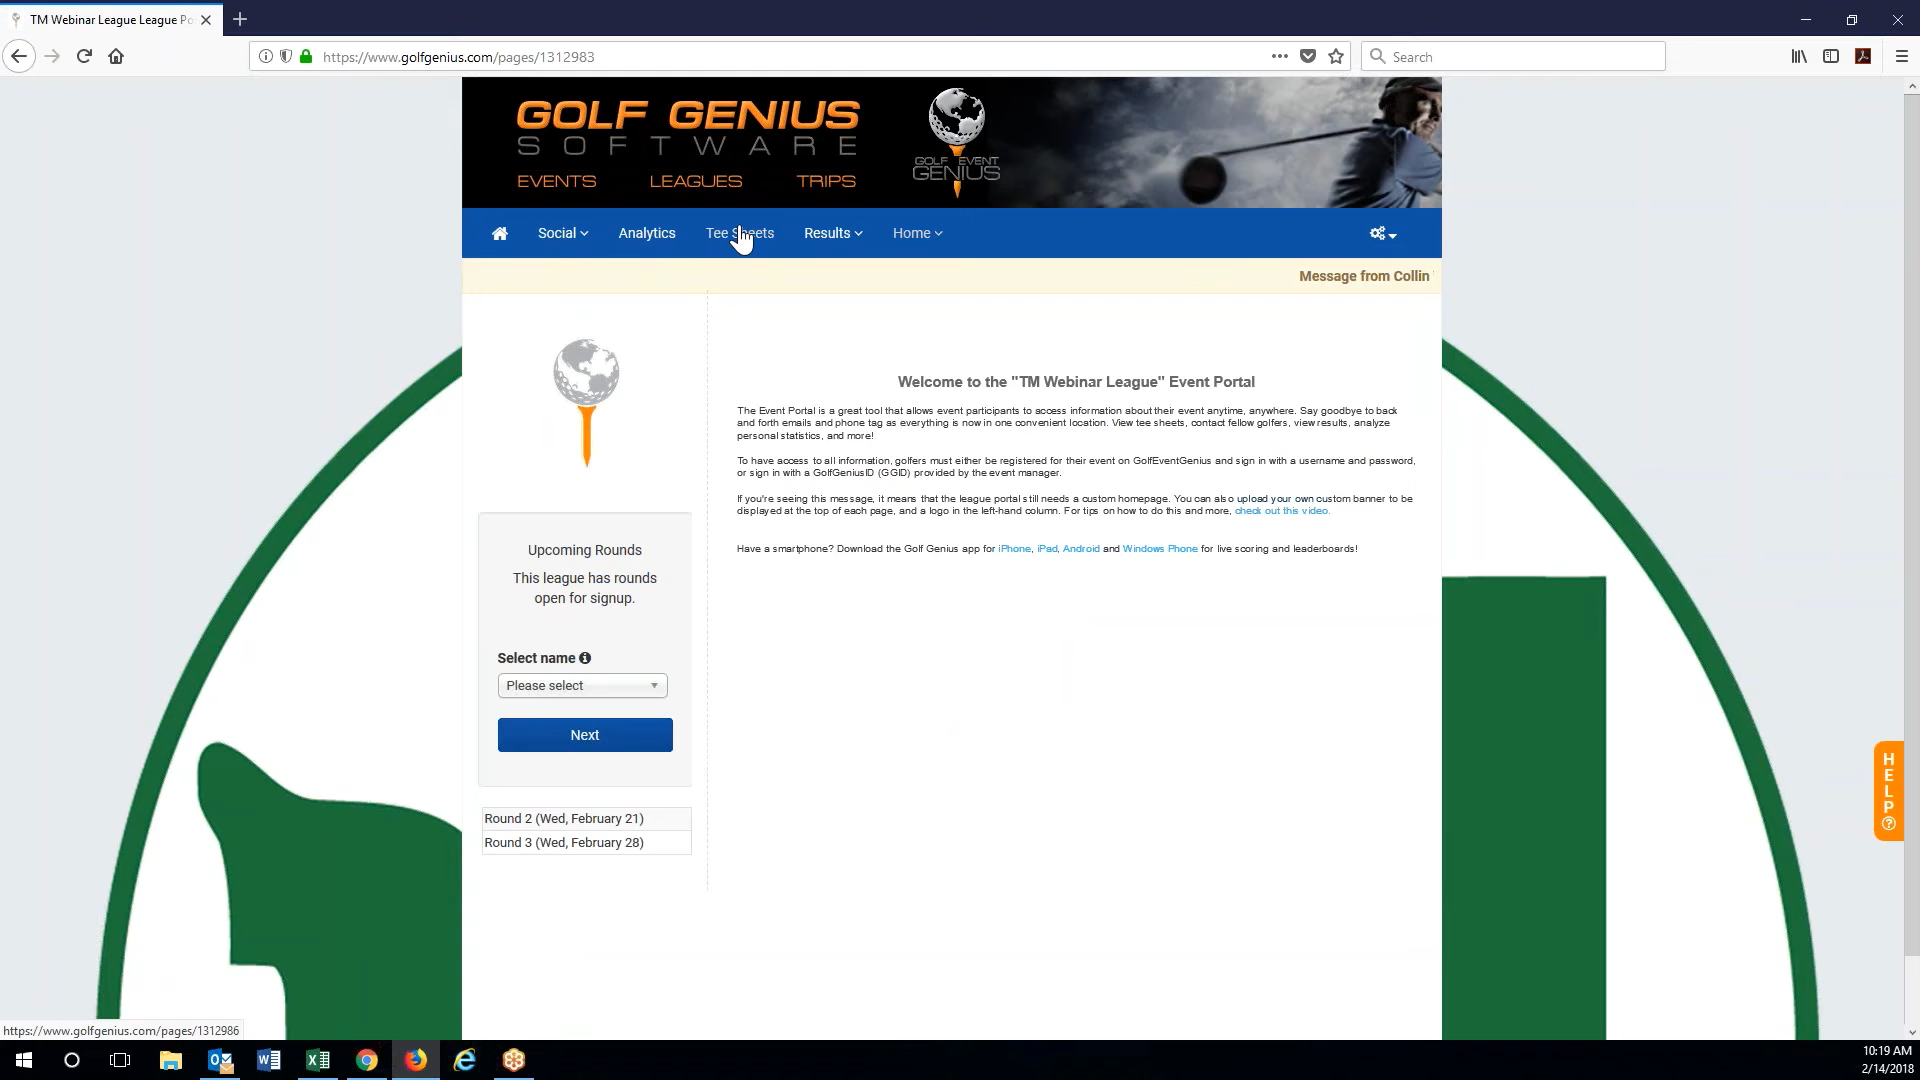 TM Webinar League League Po
https://www.golfgenius.com/pages/1312983
Search
GOLF GENIUS
SOFTWARE
EVENTS LEAGUES TRIPS
GOLF EVENT
GENIUS
Social Analytics Tee Sheets Results Home
Message from Collin
Welcome to the "TM Webinar League" Event Portal
The Event Portal is a great tool that allows event participants to access information about their event anytime, anywhere. Say goodbye to back
and forth emails and phone tag as everything is now in one convenient location. View tee sheets, contact fellow golfers, view results, analyze
personal statistics, and more!
To have access to all information, golfers must either be registered for their event on GolfEventGenius and sign in with a username and password,
or sign in with a GolfGeniusID (GGID) provided by the event manager.
If you're seeing this message, it means that the league portal still needs a custom homepage. You can also upload your own custom banner to be
displayed at the top of each page, and a logo in the left-hand column. For tips on how to do this and more, check out this video.
Have a smartphone? Download the Golf Genius app for iPhone, iPad, Android and Windows Phone for live scoring and leaderboards!
Upcoming Rounds
This league has rounds
open for signup.
Select name
Please select
Next
Round 2 (Wed, February 21)
Round 3 (Wed, February 28)
HELP
https://www.golfgenius.com/pages/1312986
10:19 AM
2/14/2018